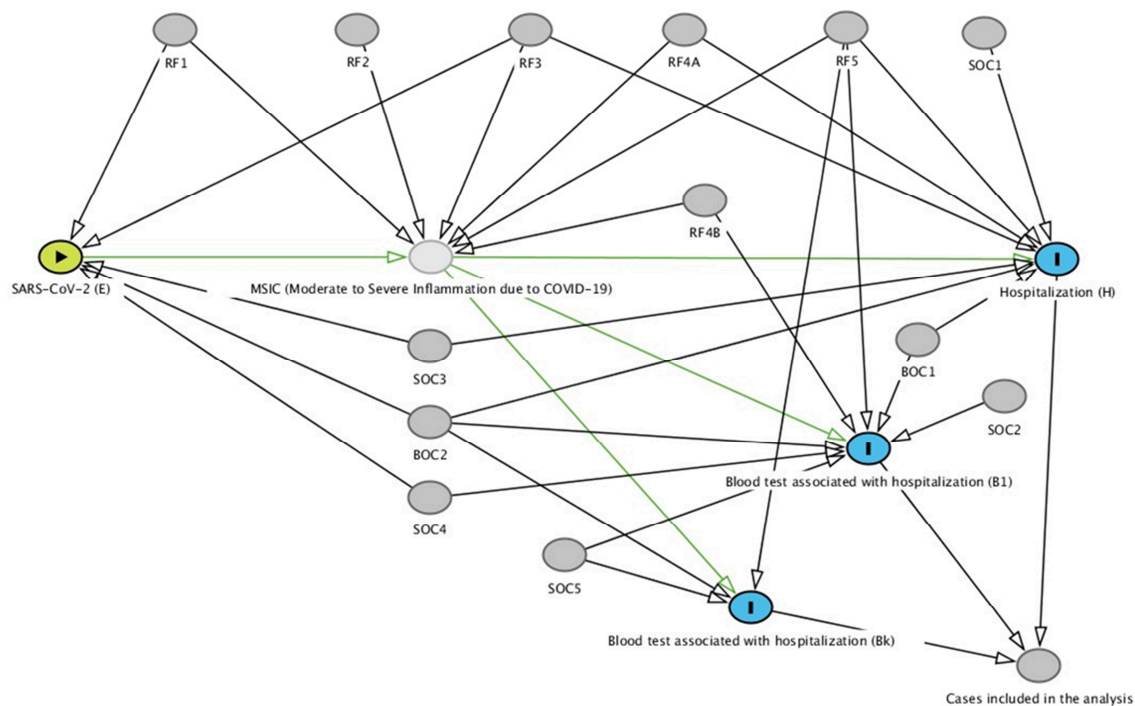 RF1
RF2
RF3
RF4A
RF5
SOC1
RF4B
SARS-CoV-2 (E)
MSIC (Moderate to Severe Inflammation due to COVID-19)
Hospitalization (H)
SOC3
BOC1
BOC2
SOC2
Blood test associated with hospitalization (B1)
SOC4
SOC5
Blood test associated with hospitalization (Bk)
Cases included in the analysis